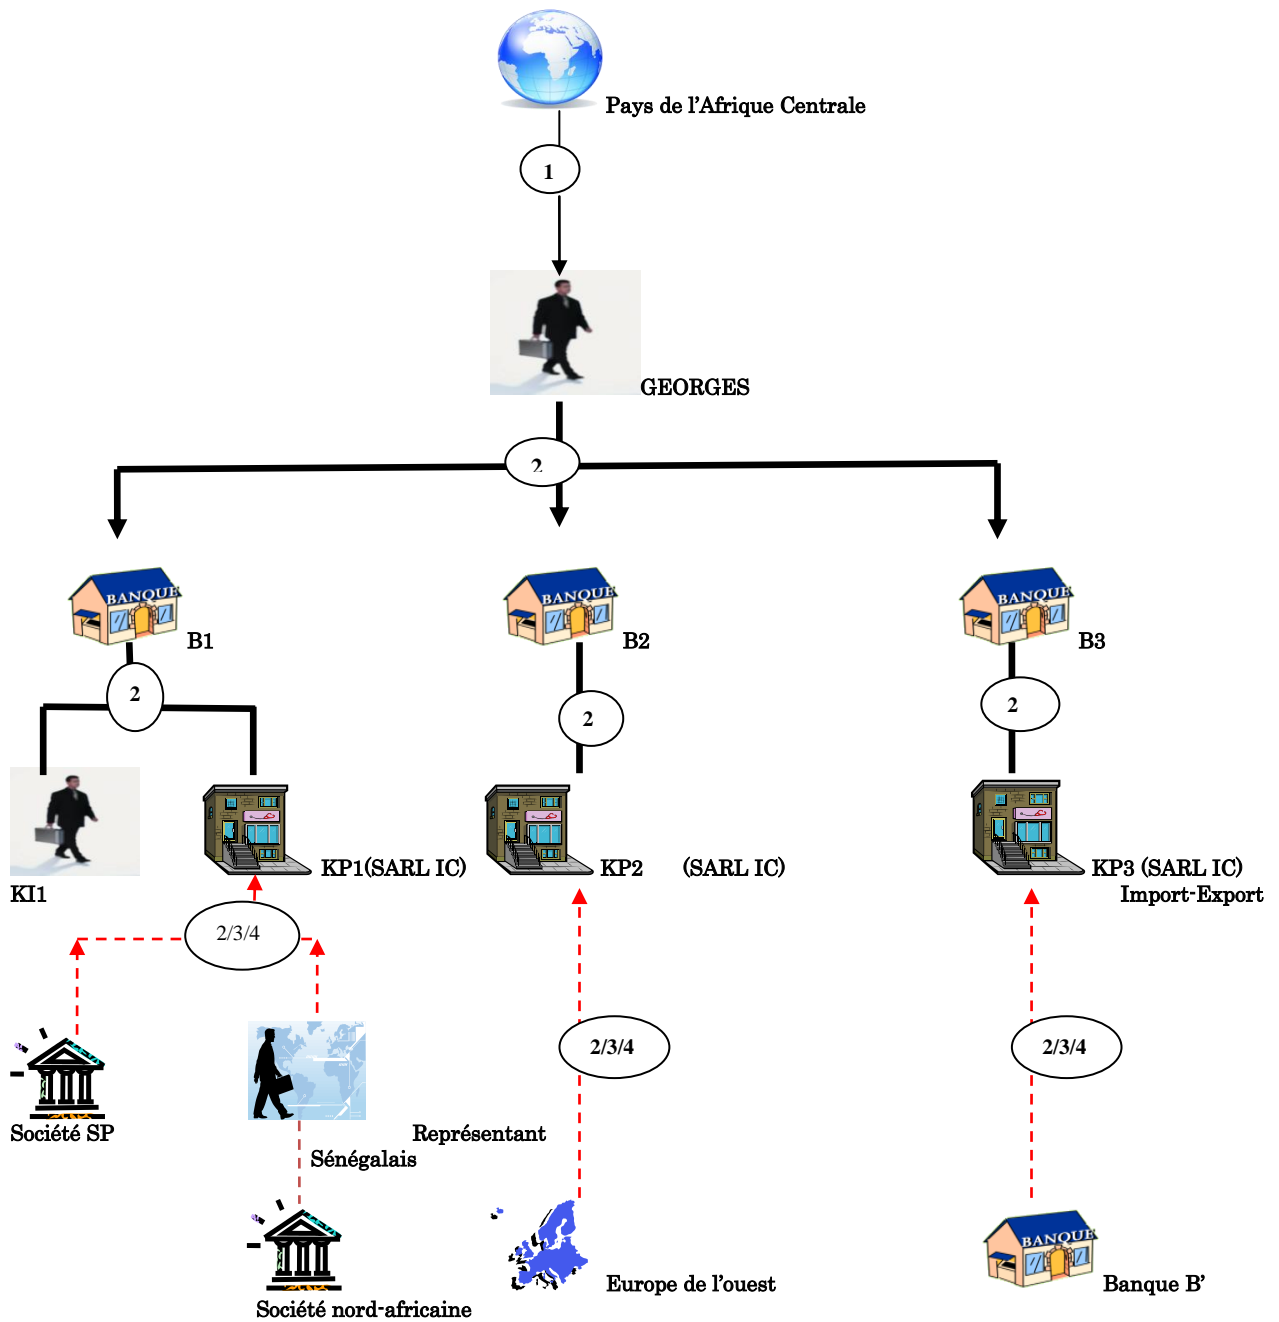 Pays de l'Afrique Centrale
1
GEORGES
2
BANQUE
B1
BANQUE
B2
BANQUE
B3
2
2
2
KI1
KP1(SARL IC)
KP2 (SARL IC)
KP3 (SARL IC)
Import-Export
2/3/4
2/3/4
2/3/4
Société SP
Représentant
Sénégalais
Société nord-africaine
Europe de l'ouest
BANQUE
Banque B'